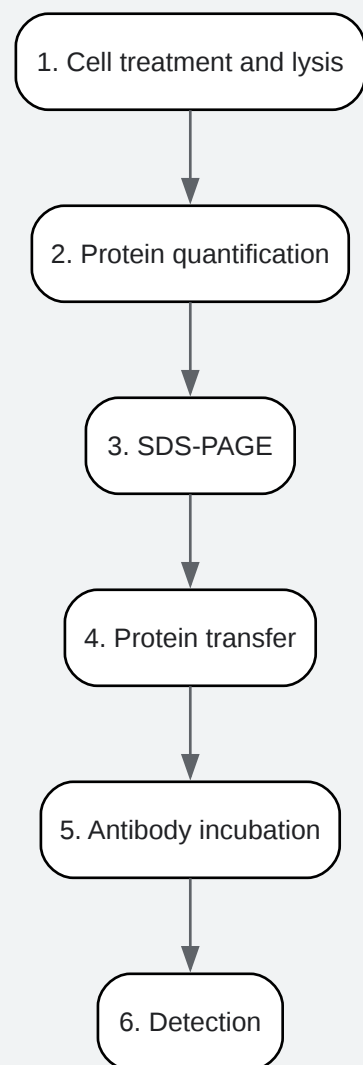 1. Cell treatment and lysis
2. Protein quantification
3. SDS-PAGE
4. Protein transfer
5. Antibody incubation
6. Detection